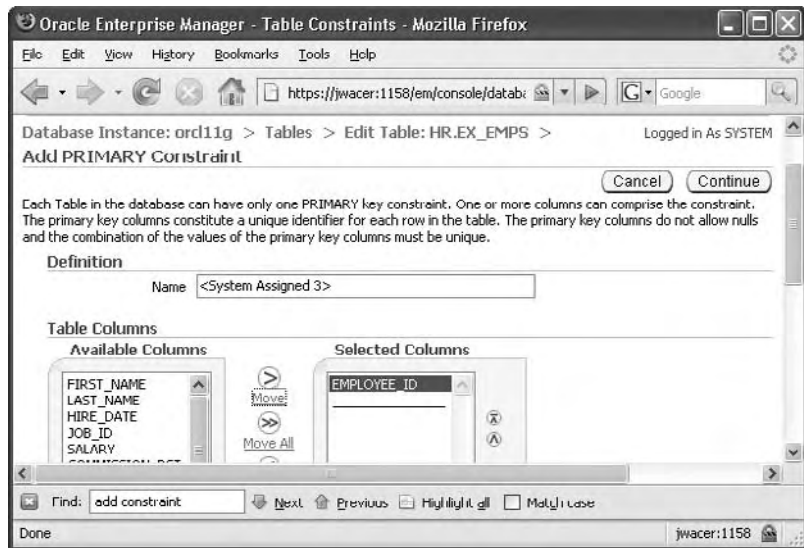 Oracle Enterprise Manager - Table Constraints - Mozilla Firefox
File Edit View History Bookmarks Tools Help
https://jwacer:1158/em/console/databa G Google
Database Instance: orcl11g > Tables > Edit Table: HR.EX_EMPS > Logged in As SYSTEM
Add PRIMARY Constraint
Cancel Continue
Each Table in the database can have only one PRIMARY key constraint. One or more columns can comprise the constraint.
The primary key columns constitute a unique identifier for each row in the table. The primary key columns do not allow nulls
and the combination of the values of the primary key columns must be unique.
Definition
Name <System Assigned 3>
Table Columns
Available Columns Selected Columns
FIRST_NAME EMPLOYEE_ID
LAST_NAME Move
HIRE_DATE
JOB_ID
SALARY Move All
Find: add constraint Next Previous Highlight all Match case
Done jwacer:1158